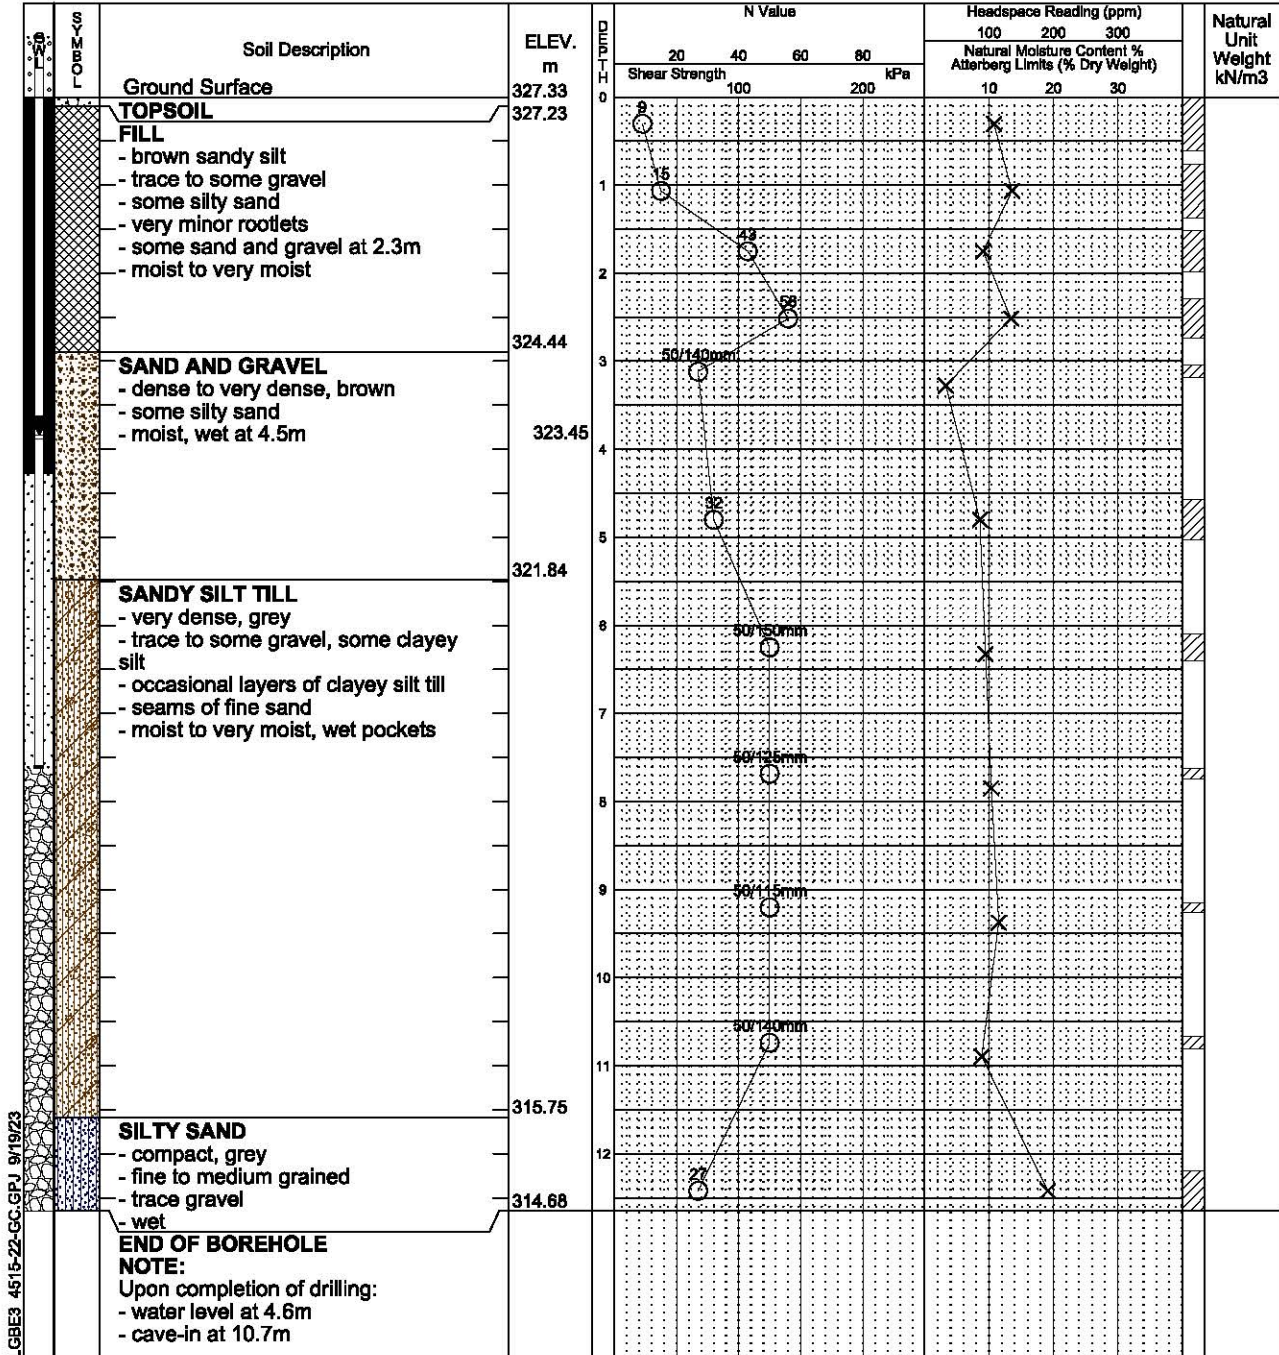 SWL
SYMBOL
Soil Description
ELEV.
m
DEPTH
N Value
20 40 60 80
Shear Strength kPa
100 200
Headspace Reading (ppm)
100 200 300
Natural Moisture Content %
Atterberg Limits (% Dry Weight)
10 20 30
Natural
Unit
Weight
kN/m3
Ground Surface 327.33 0
TOPSOIL 327.23
9
FILL
- brown sandy silt
- trace to some gravel
15
1
- some silty sand
- very minor rootlets
43
- some sand and gravel at 2.3m
- moist to very moist
2
58
324.44
50/140mm
3
SAND AND GRAVEL
- dense to very dense, brown
- some silty sand
- moist, wet at 4.5m
323.45
4
32
5
321.84
SANDY SILT TILL
- very dense, grey
6
50/150mm
- trace to some gravel, some clayey
silt
- occasional layers of clayey silt till
- seams of fine sand
7
- moist to very moist, wet pockets
50/125mm
8
50/115mm
9
10
50/140mm
11
315.75
SILTY SAND
- compact, grey
12
- fine to medium grained
27
- trace gravel
314.68
- wet
END OF BOREHOLE
NOTE:
Upon completion of drilling:
- water level at 4.6m
- cave-in at 10.7m
LGBE3 4515-22-GC.GPJ 9/19/23